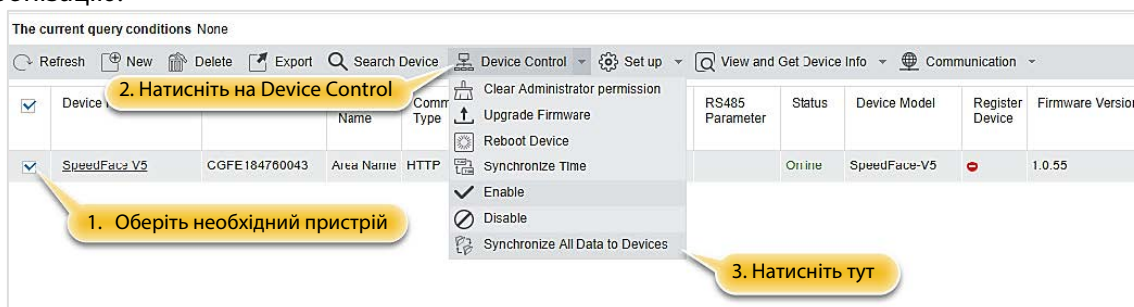 The current query conditions None
Refresh New Delete Export Search Device Device Control Set up View and Get Device Info Communication
2. Натисніть на Device Control
Clear Administrator permission
Device Name Comm Type RS485 Parameter Status Device Model Register Device Firmware Version
Upgrade Firmware
Reboot Device
SpeedFace V5 CGFE184760043 Area Name HTTP Synchronize Time Online SpeedFace-V5 1.0.55
Enable
1. Оберіть необхідний пристрій
Disable
Synchronize All Data to Devices
3. Натисніть тут